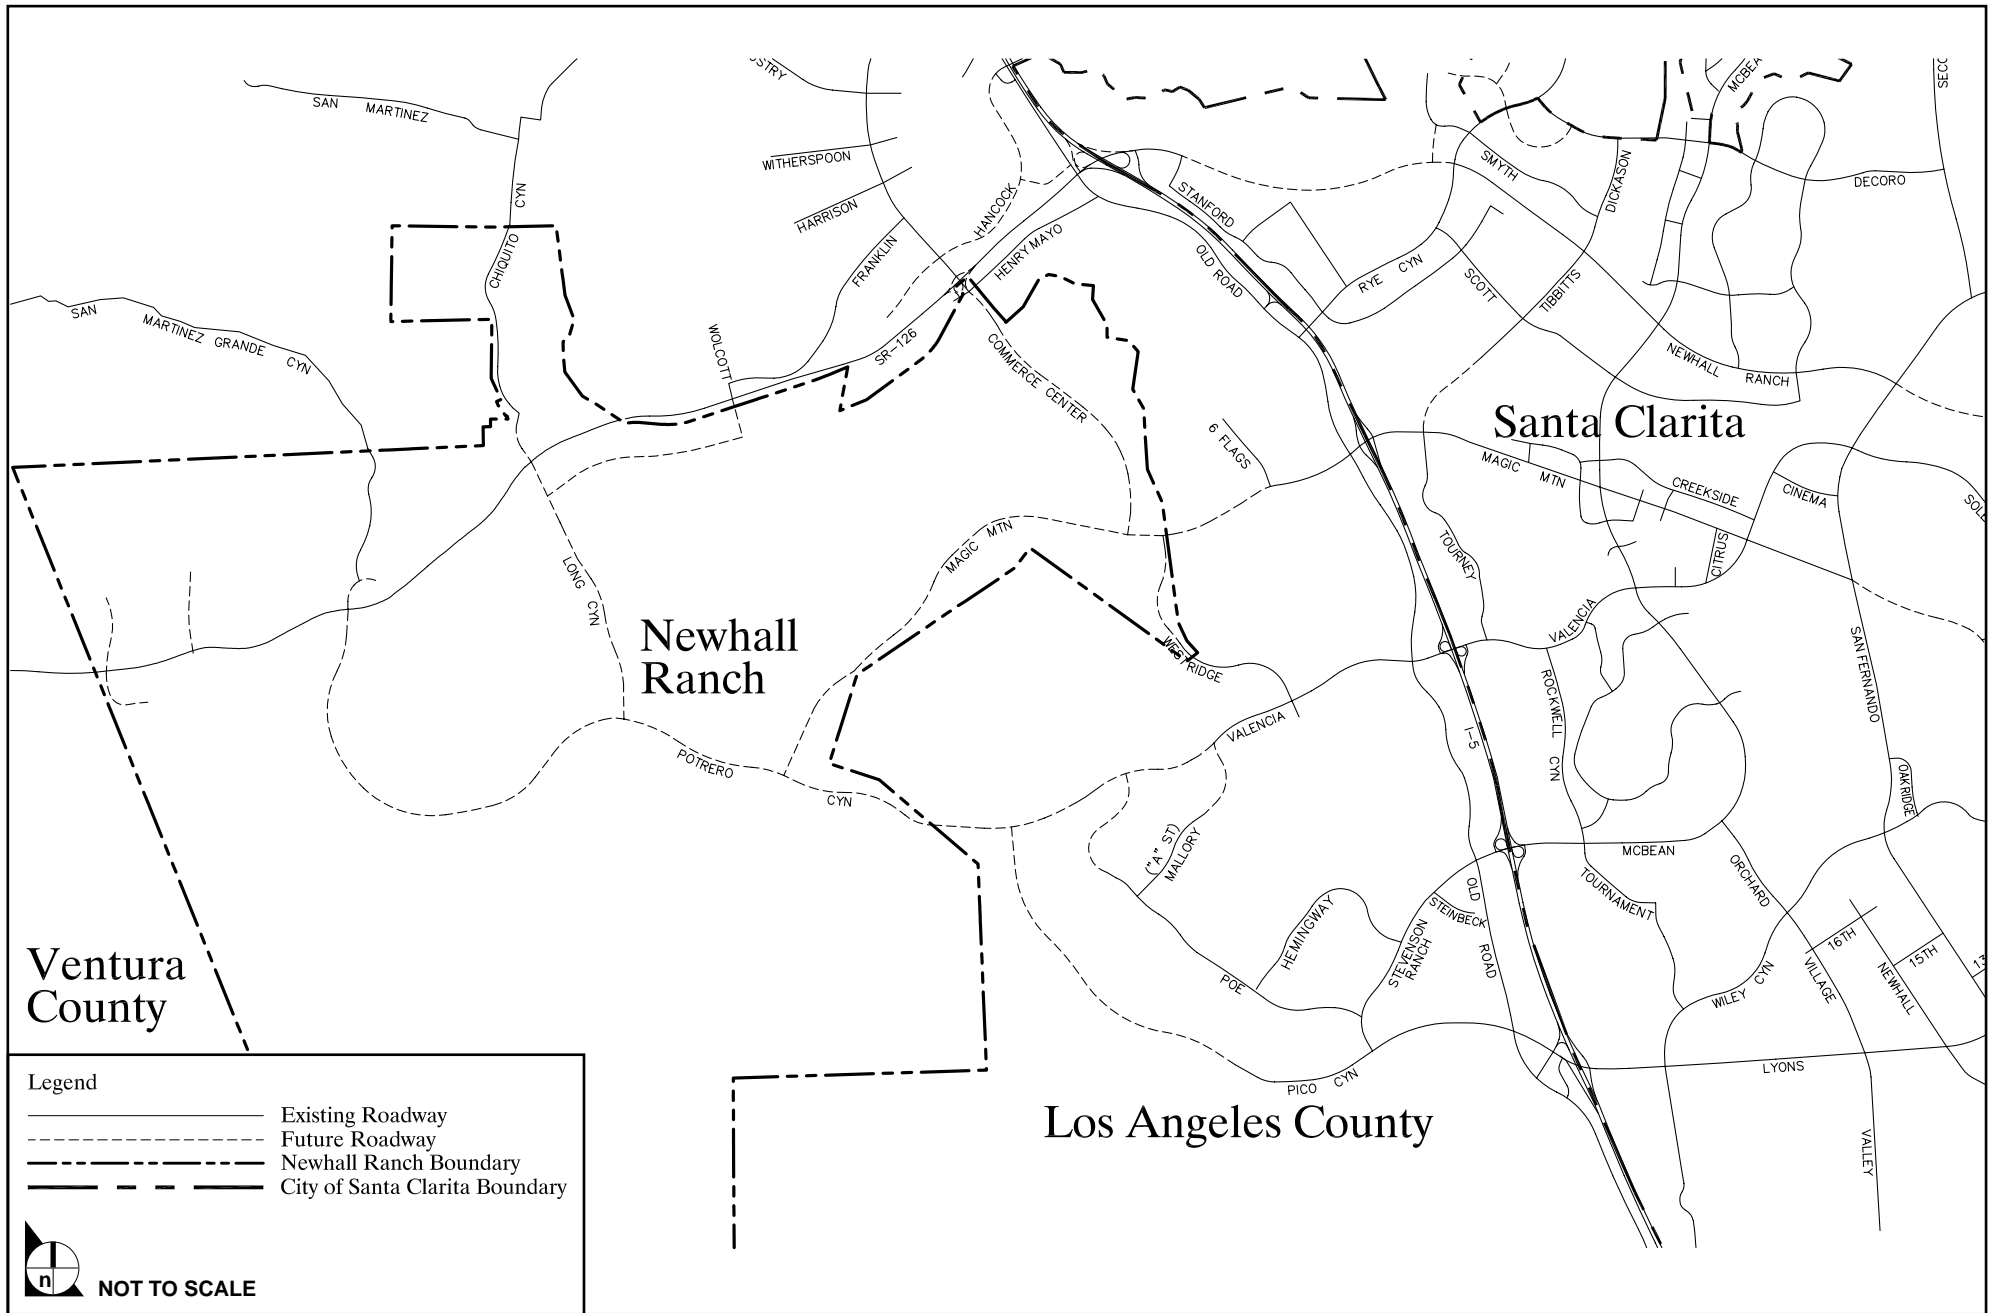 SAN MARTINEZ
CHIQUITO CYN
WITHERSPOON
HARRISON
FRANKLIN
HANCOCK
HENRY MAYO
STANFORD
OLD ROAD
SMYTH
DICKASON
DECORO
RYE CYN
SCOTT
TIBBITTS
NEWHALL RANCH
SAN MARTINEZ GRANDE CYN
WOLCOTT
SR-126
COMMERCE CENTER
6 FLAGS
Santa Clarita
MAGIC MTN
CREEKSIDE
CINEMA
CITRUS
TOURNEY
VALENCIA
MAGIC MTN
LONG CYN
Newhall
Ranch
WESTRIDGE
VALENCIA
I-5
ROCKWELL CYN
SAN FERNANDO
OAKRIDGE
POTRERO CYN
("A" ST)
MALLORY
MCBEAN
ORCHARD VILLAGE
TOURNAMENT
HEMINGWAY
STEVENSON
RANCH
STEINBECK
OLD ROAD
POE
WILEY CYN
16TH
15TH
NEWHALL
PICO CYN
LYONS
VALLEY
Ventura
County
Los Angeles County
Legend
Existing Roadway
Future Roadway
Newhall Ranch Boundary
City of Santa Clarita Boundary
n
NOT TO SCALE